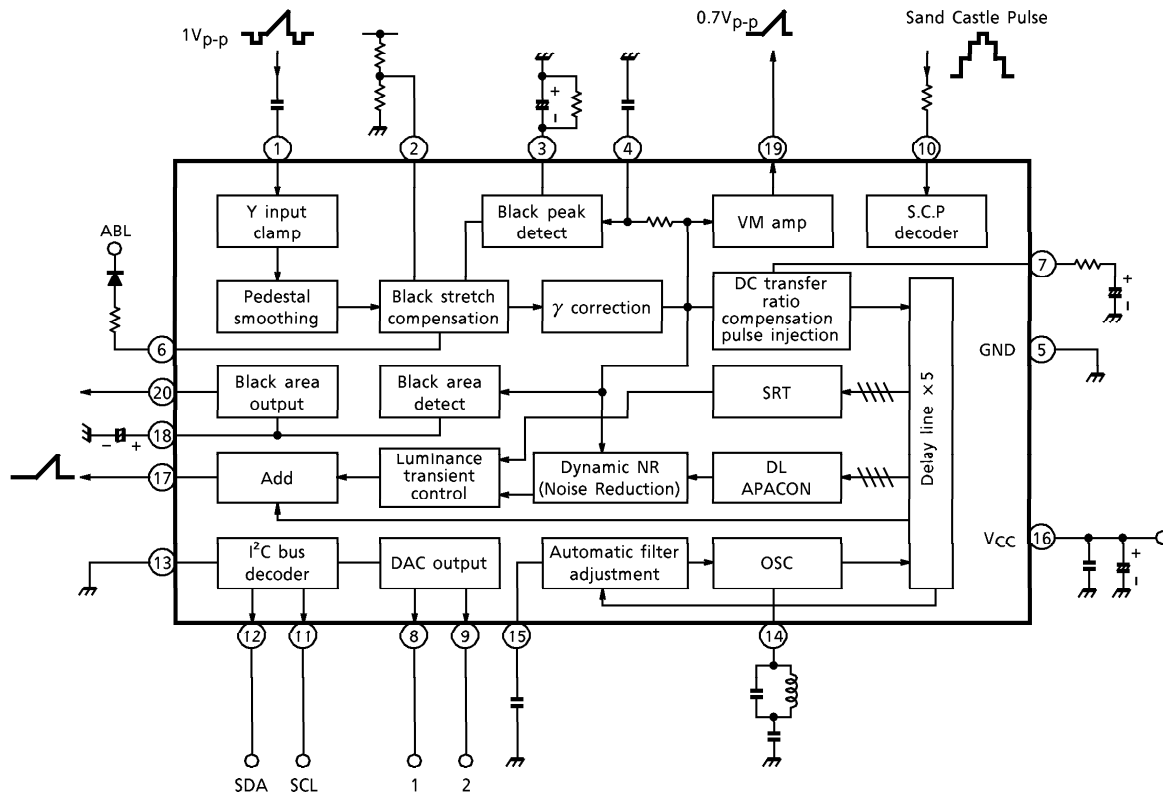 Sand Castle Pulse
1Vp-p
0.7Vp-p
+
-
1
2
3
4
19
10
Y input
clamp
Black peak
detect
VM amp
S.C.P
decoder
ABL
7
+
-
Pedestal
smoothing
Black stretch
compensation
γ correction
DC transfer
ratio
compensation
pulse injection
6
GND
5
20
Black area
output
Black area
detect
SRT
Delay line ×5
18
- +
17
Add
Luminance
transient
control
Dynamic NR
(Noise Reduction)
DL
APACON
VCC
16
+
-
13
I²C bus
decoder
DAC output
Automatic filter
adjustment
OSC
12
11
8
9
15
14
SDA
SCL
1
2